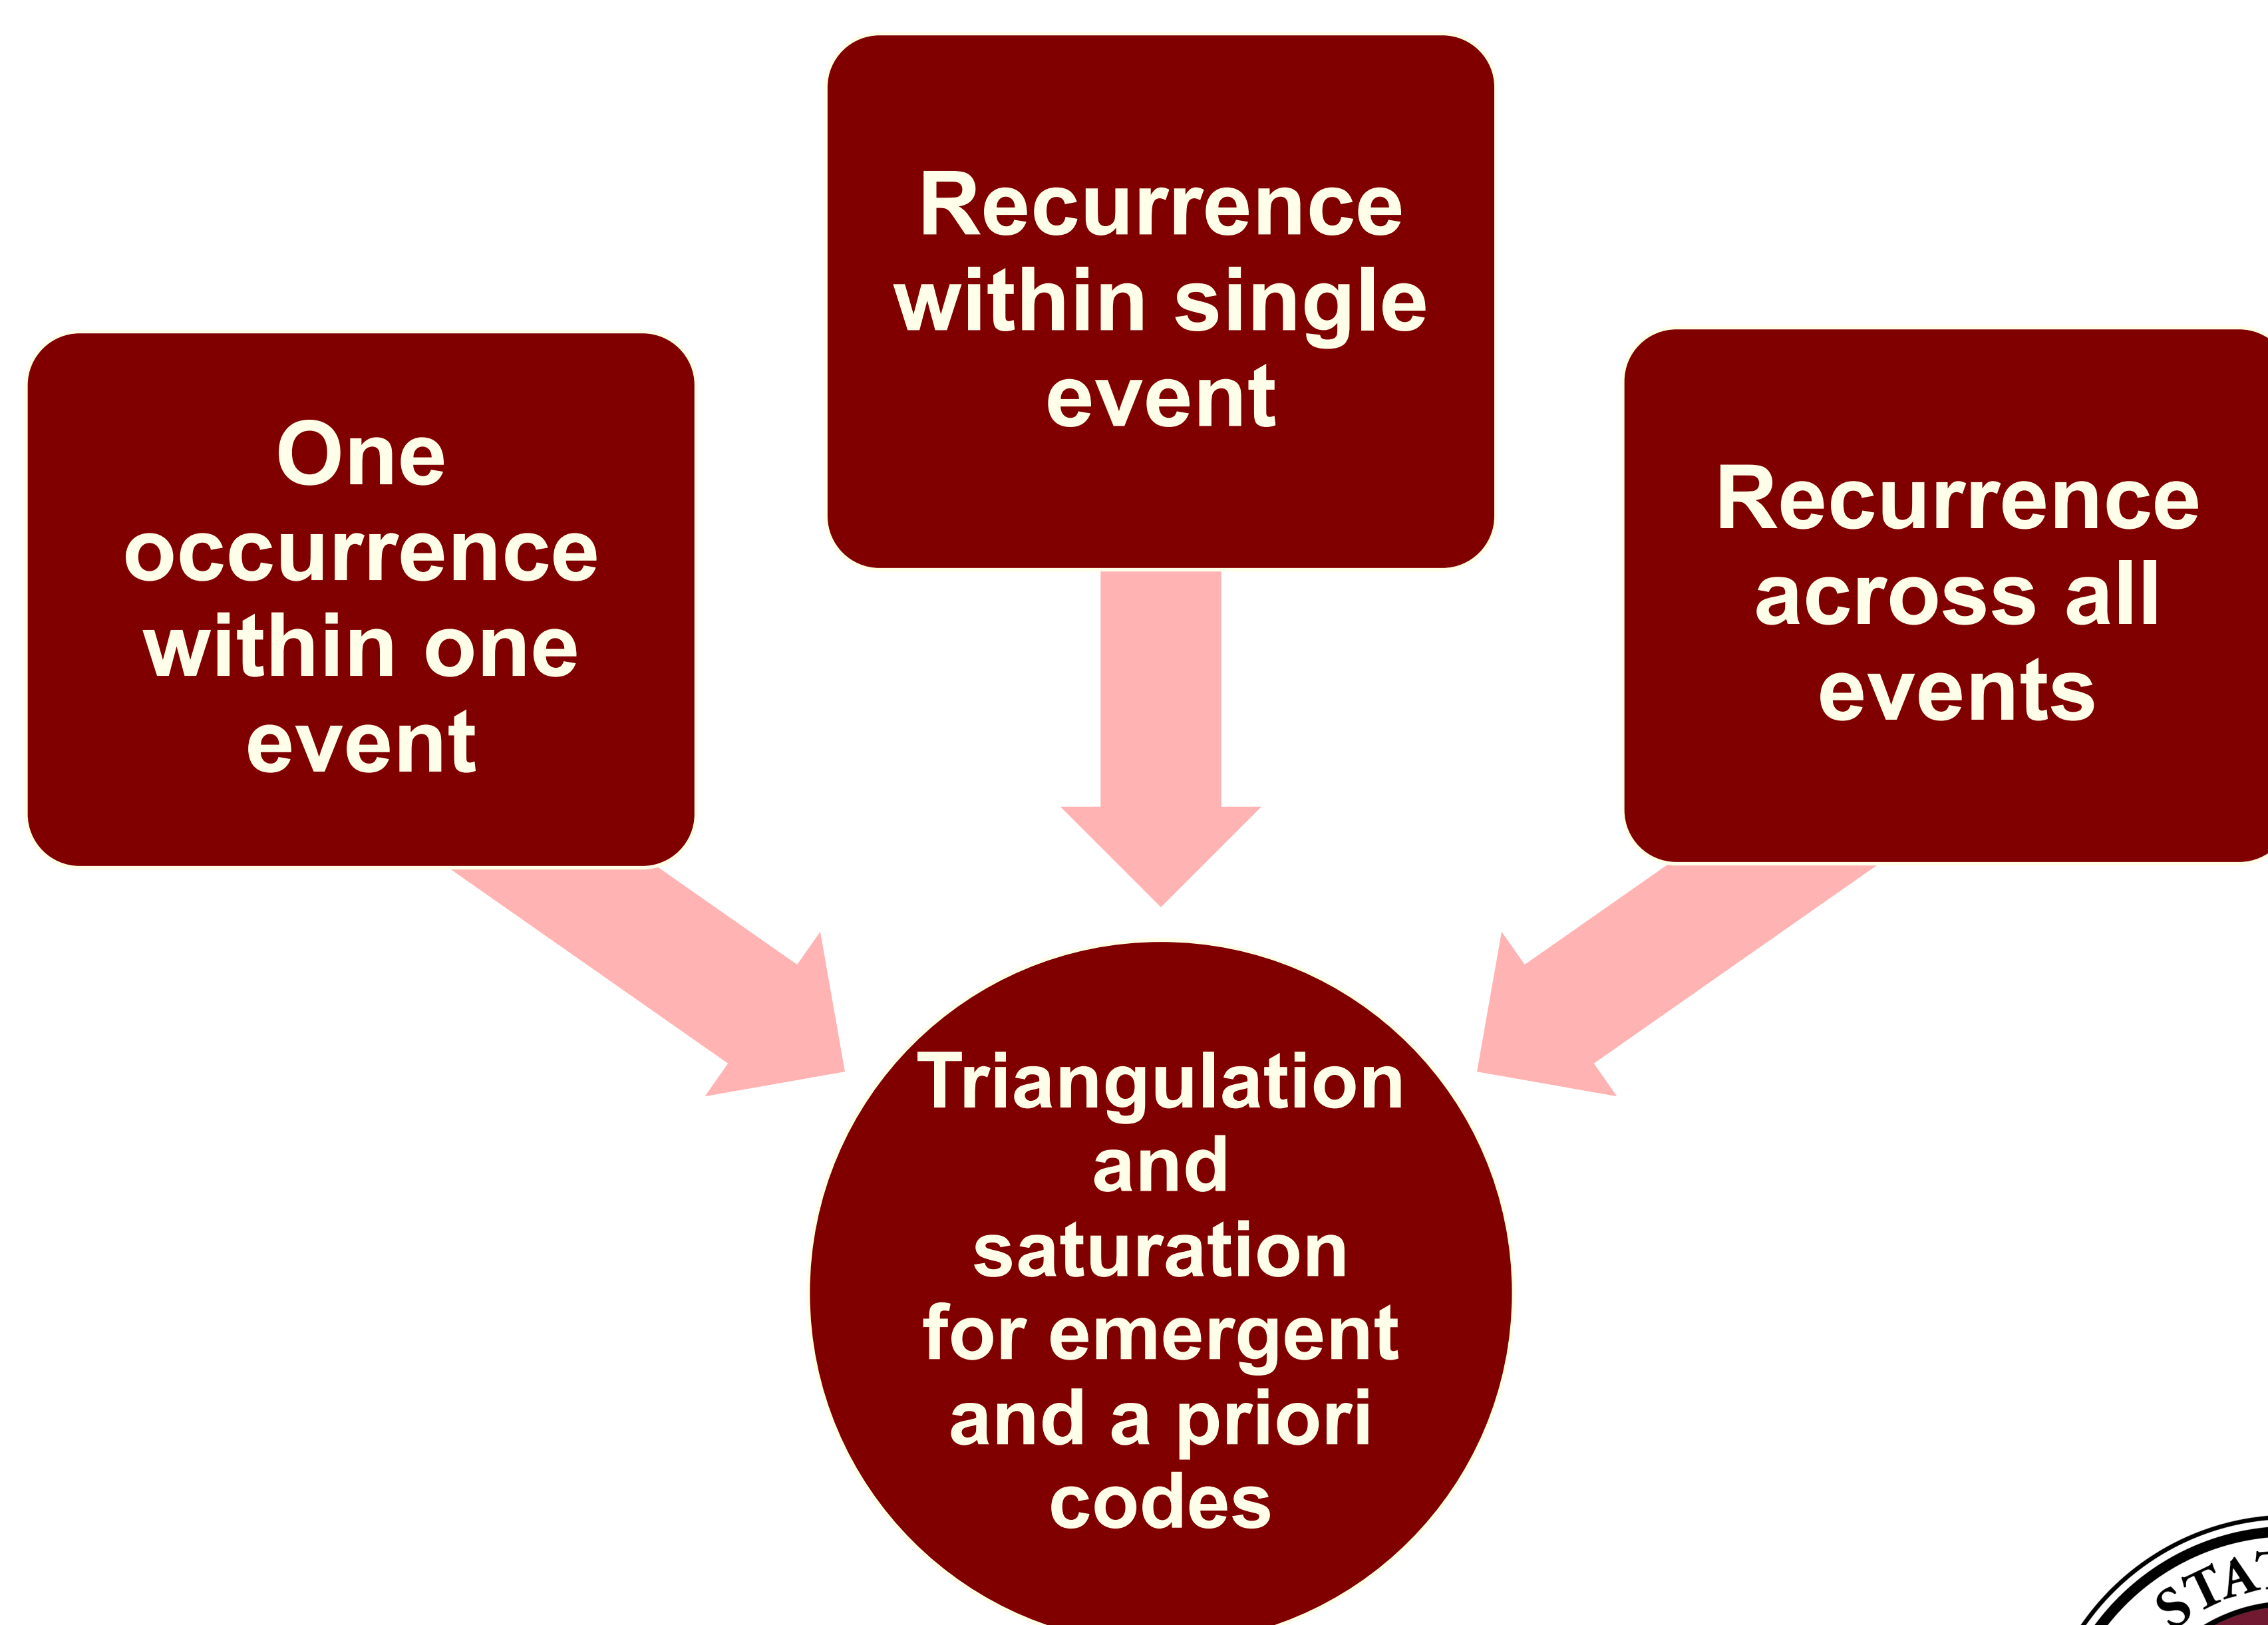 Recurrence
within single
event
One
occurrence
within one
event
Recurrence
across all
events
Triangulation
and
saturation
for emergent
and a priori
codes